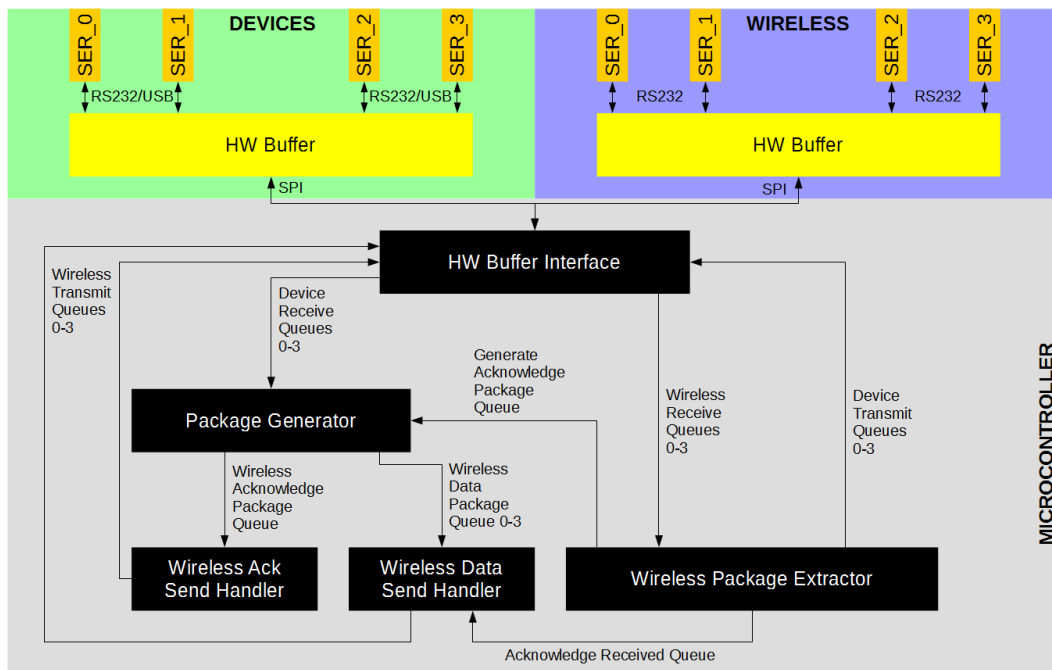 DEVICES
WIRELESS
SER_0
SER_1
SER_2
SER_3
SER_0
SER_1
SER_2
SER_3
RS232/USB
RS232/USB
RS232
RS232
HW Buffer
HW Buffer
SPI
SPI
HW Buffer Interface
Wireless
Transmit
Queues
0-3
Device
Receive
Queues
0-3
Generate
Acknowledge
Package
Queue
Wireless
Receive
Queues
0-3
Device
Transmit
Queues
0-3
MICROCONTROLLER
Package Generator
Wireless
Acknowledge
Package
Queue
Wireless
Data
Package
Queue 0-3
Wireless Ack
Send Handler
Wireless Data
Send Handler
Wireless Package Extractor
Acknowledge Received Queue